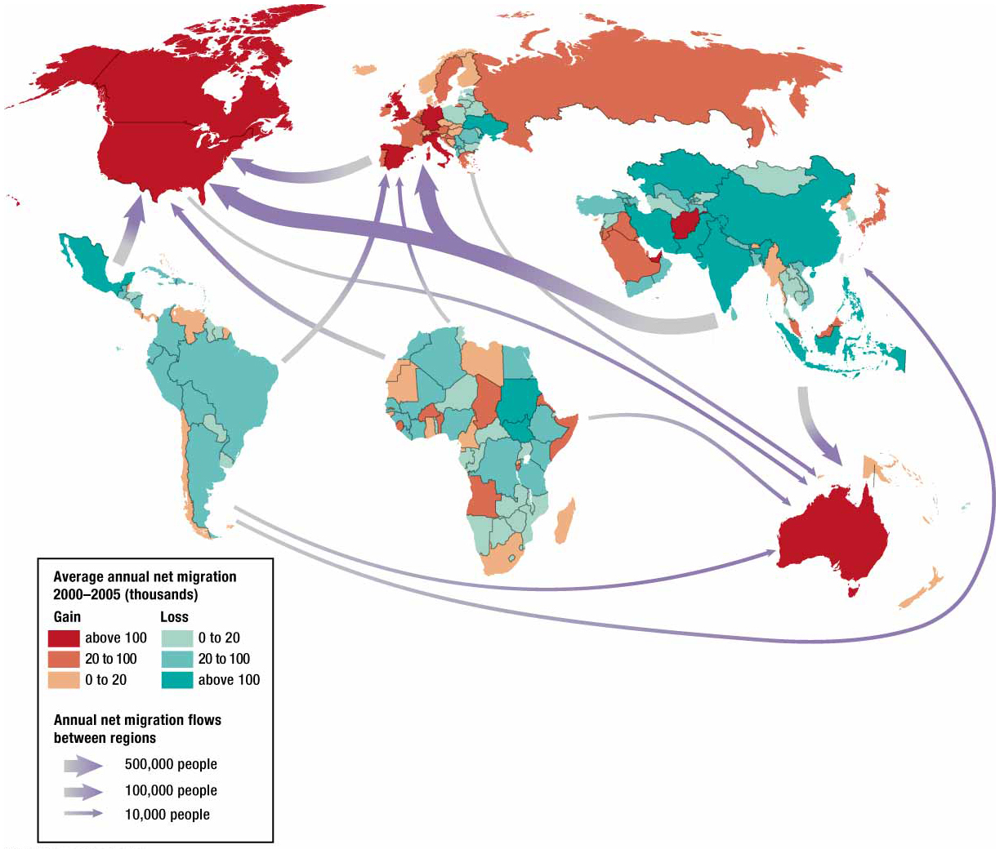 Average annual net migration
2000–2005 (thousands)
Gain
Loss
above 100
0 to 20
20 to 100
20 to 100
0 to 20
above 100
Annual net migration flows
between regions
500,000 people
100,000 people
10,000 people